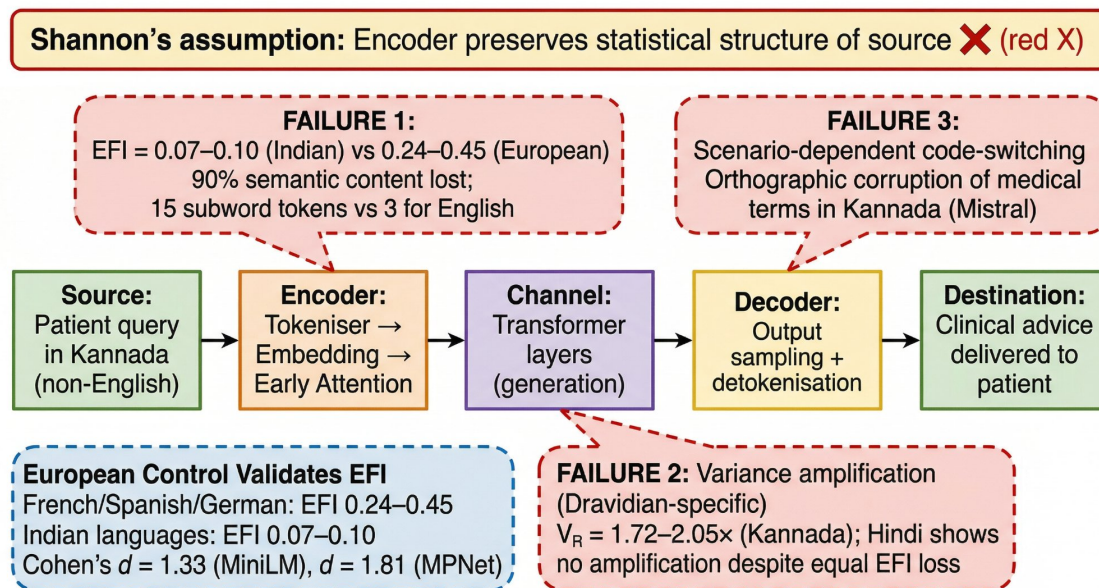 Shannon's assumption: Encoder preserves statistical structure of source ❌ (red X)
FAILURE 1:
EFI = 0.07–0.10 (Indian) vs 0.24–0.45 (European)
90% semantic content lost;
15 subword tokens vs 3 for English
FAILURE 3:
Scenario-dependent code-switching
Orthographic corruption of medical
terms in Kannada (Mistral)
Source:
Patient query
in Kannada
(non-English)
Encoder:
Tokeniser →
Embedding →
Early Attention
Channel:
Transformer
layers
(generation)
Decoder:
Output
sampling +
detokenisation
Destination:
Clinical advice
delivered to
patient
European Control Validates EFI
French/Spanish/German: EFI 0.24–0.45
Indian languages: EFI 0.07–0.10
Cohen's d = 1.33 (MiniLM), d = 1.81 (MPNet)
FAILURE 2: Variance amplification
(Dravidian-specific)
V_R = 1.72–2.05× (Kannada); Hindi shows
no amplification despite equal EFI loss